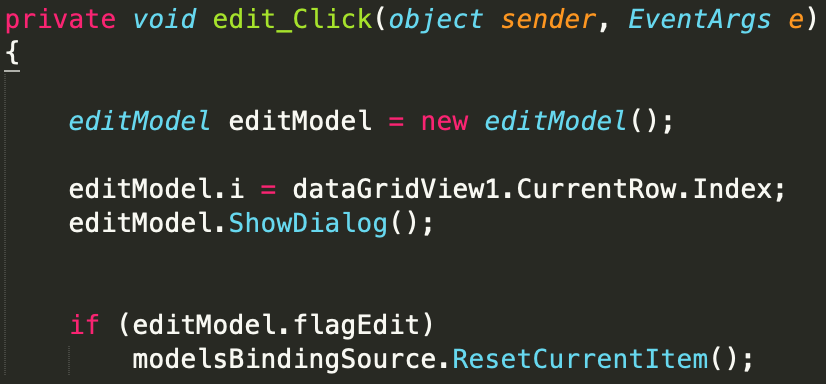 private void edit_Click(object sender, EventArgs e)
{
editModel editModel = new editModel();
editModel.i = dataGridView1.CurrentRow.Index;
editModel.ShowDialog();
if (editModel.flagEdit)
modelsBindingSource.ResetCurrentItem();